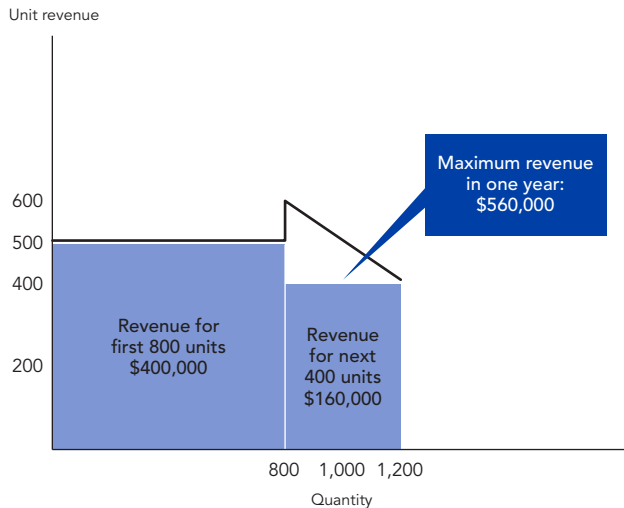 Unit revenue
600
500
400
200
Maximum revenue
in one year:
$560,000
Revenue for
first 800 units
$400,000
Revenue
for next
400 units
$160,000
800 1,000 1,200
Quantity